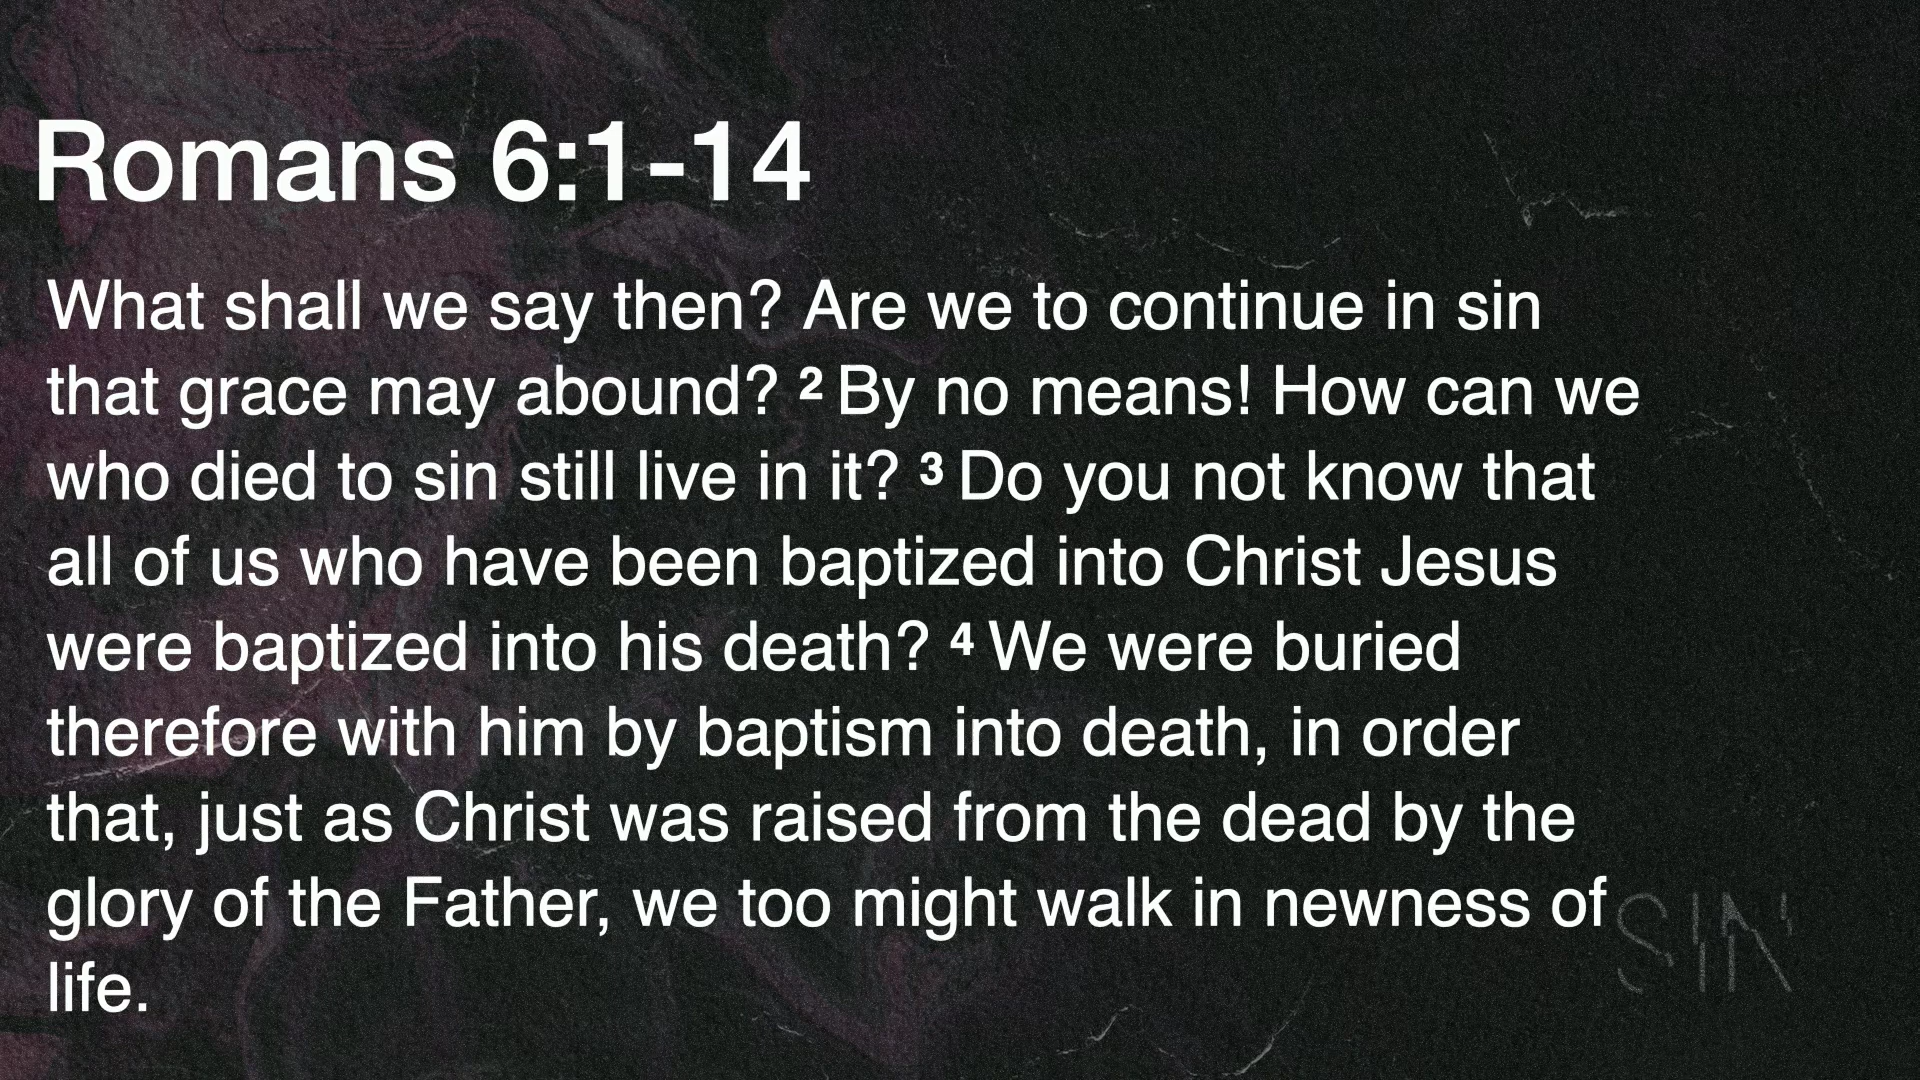 Romans 6:1-14
What shall we say then? Are we to continue in sin
that grace may abound? ² By no means! How can we
who died to sin still live in it? ³ Do you not know that
all of us who have been baptized into Christ Jesus
were baptized into his death? ⁴ We were buried
therefore with him by baptism into death, in order
that, just as Christ was raised from the dead by the
glory of the Father, we too might walk in newness of
life.
SIN